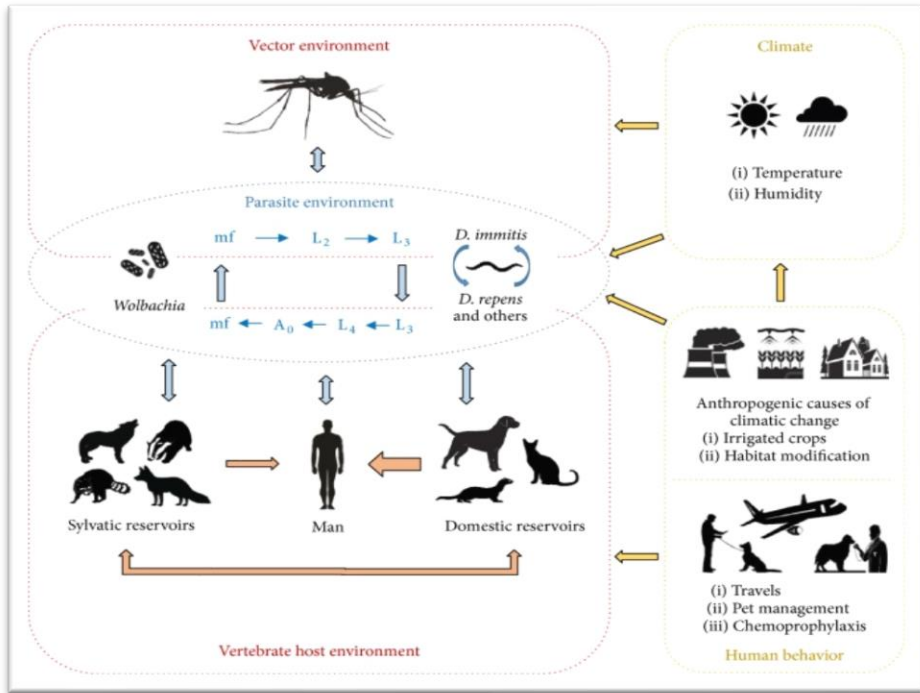 Vector environment
Climate
(i) Temperature
(ii) Humidity
Parasite environment
mf L₂ L₃
D. immitis
Wolbachia
D. repens
and others
mf A₀ L₄ L₃
Anthropogenic causes of
climatic change
(i) Irrigated crops
(ii) Habitat modification
Sylvatic reservoirs
Man
Domestic reservoirs
(i) Travels
(ii) Pet management
(iii) Chemoprophylaxis
Vertebrate host environment
Human behavior